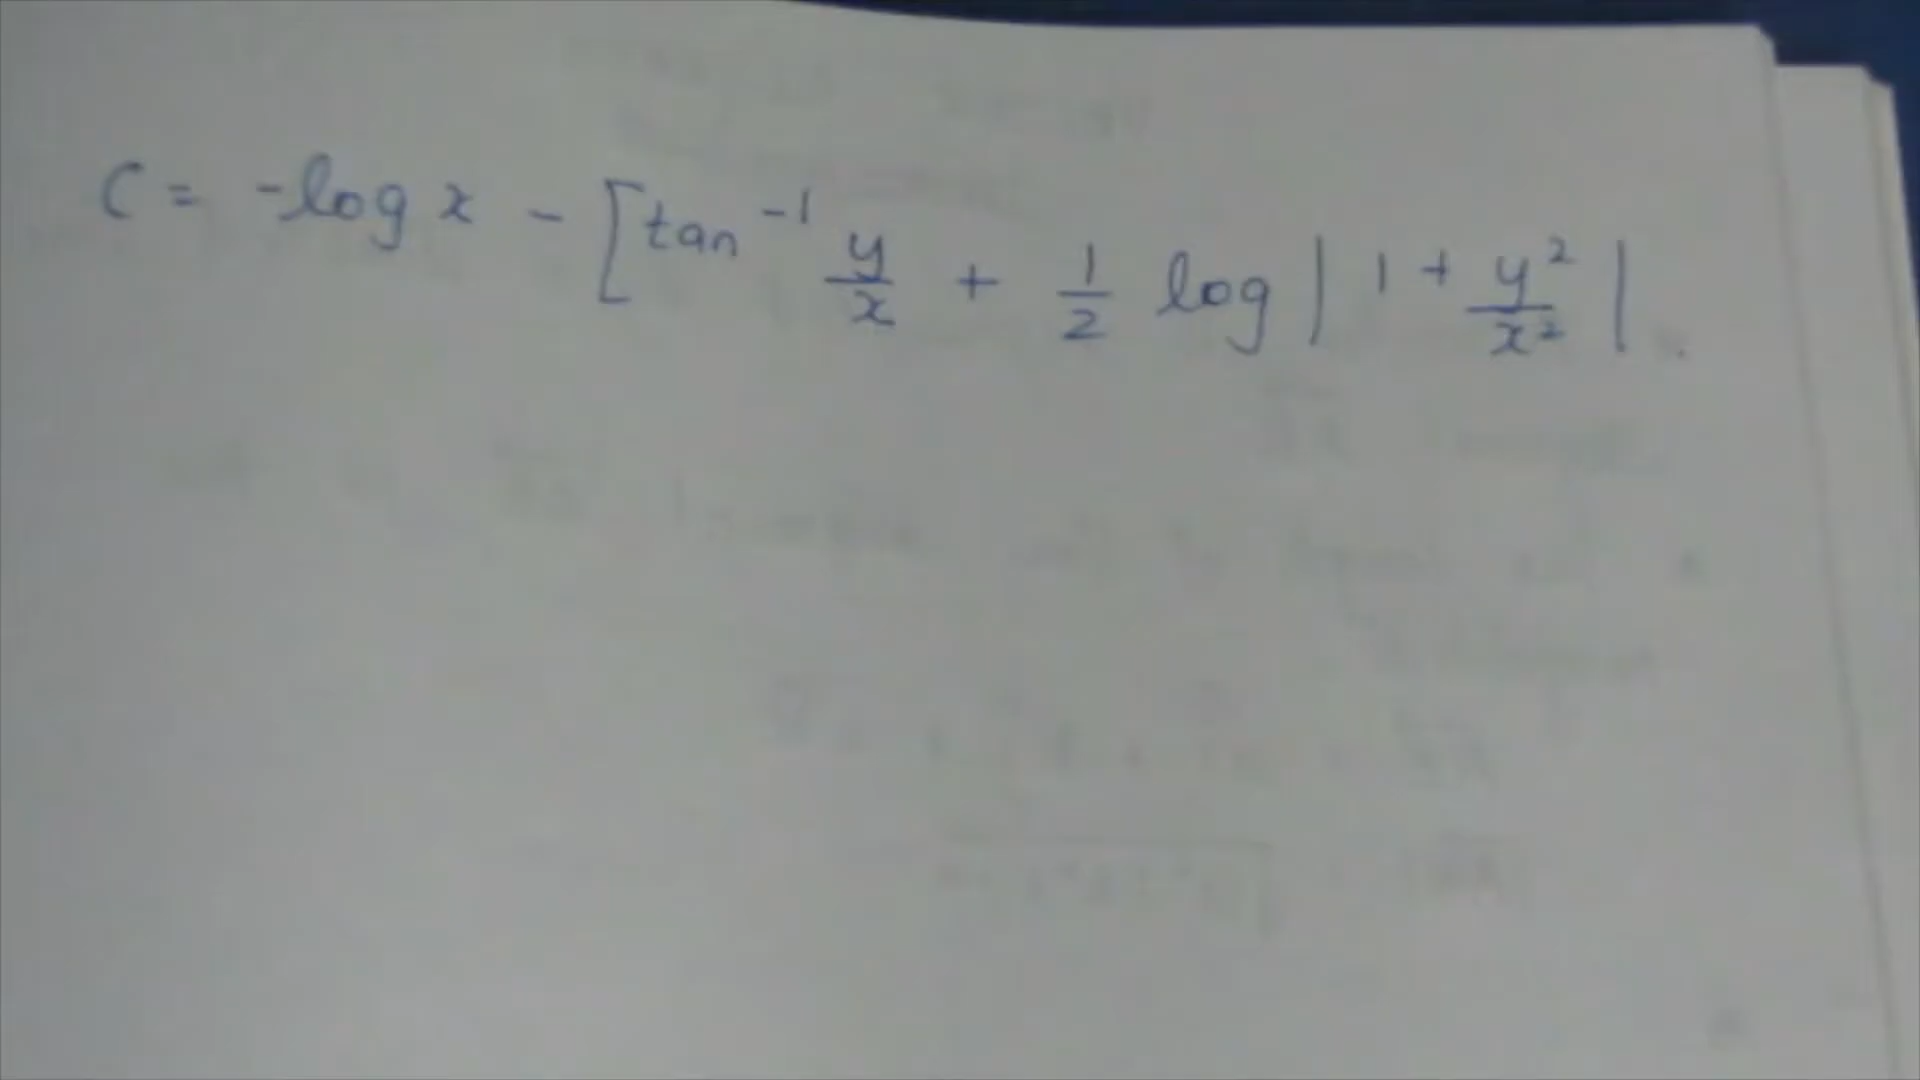 C = -log x - [tan⁻¹ y/x + 1/2 log | 1 + y²/x² |